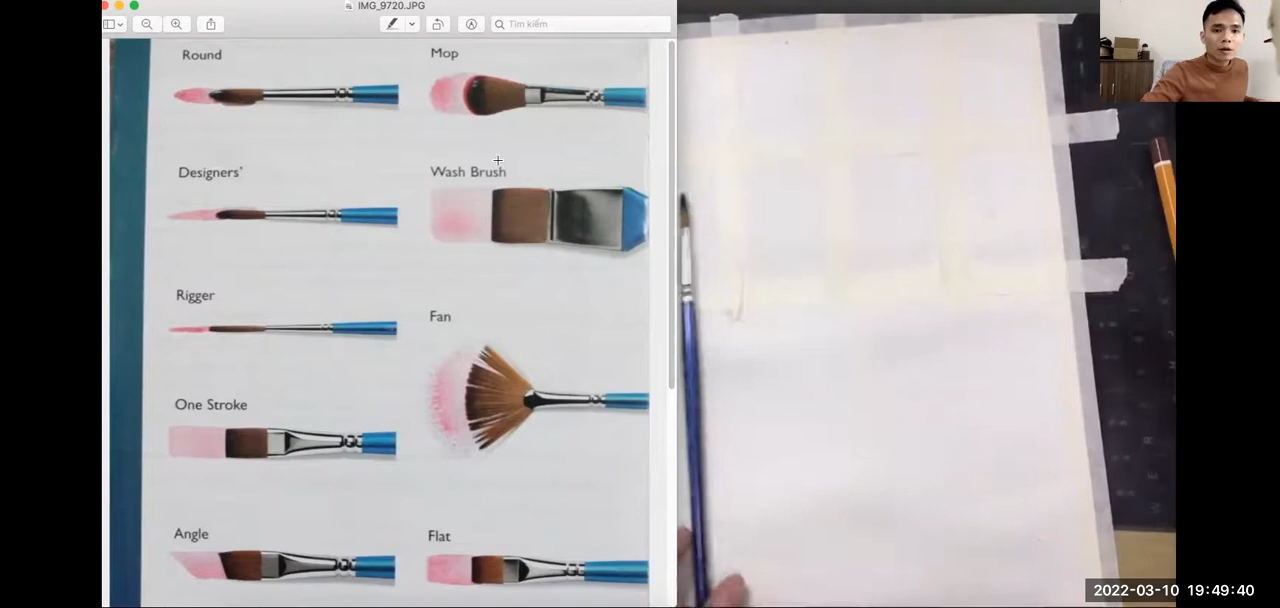 IMG_9720.JPG
Tìm kiếm
Round
Mop
Designers'
Wash Brush
Rigger
Fan
One Stroke
Angle
Flat
2022-03-10 19:49:40